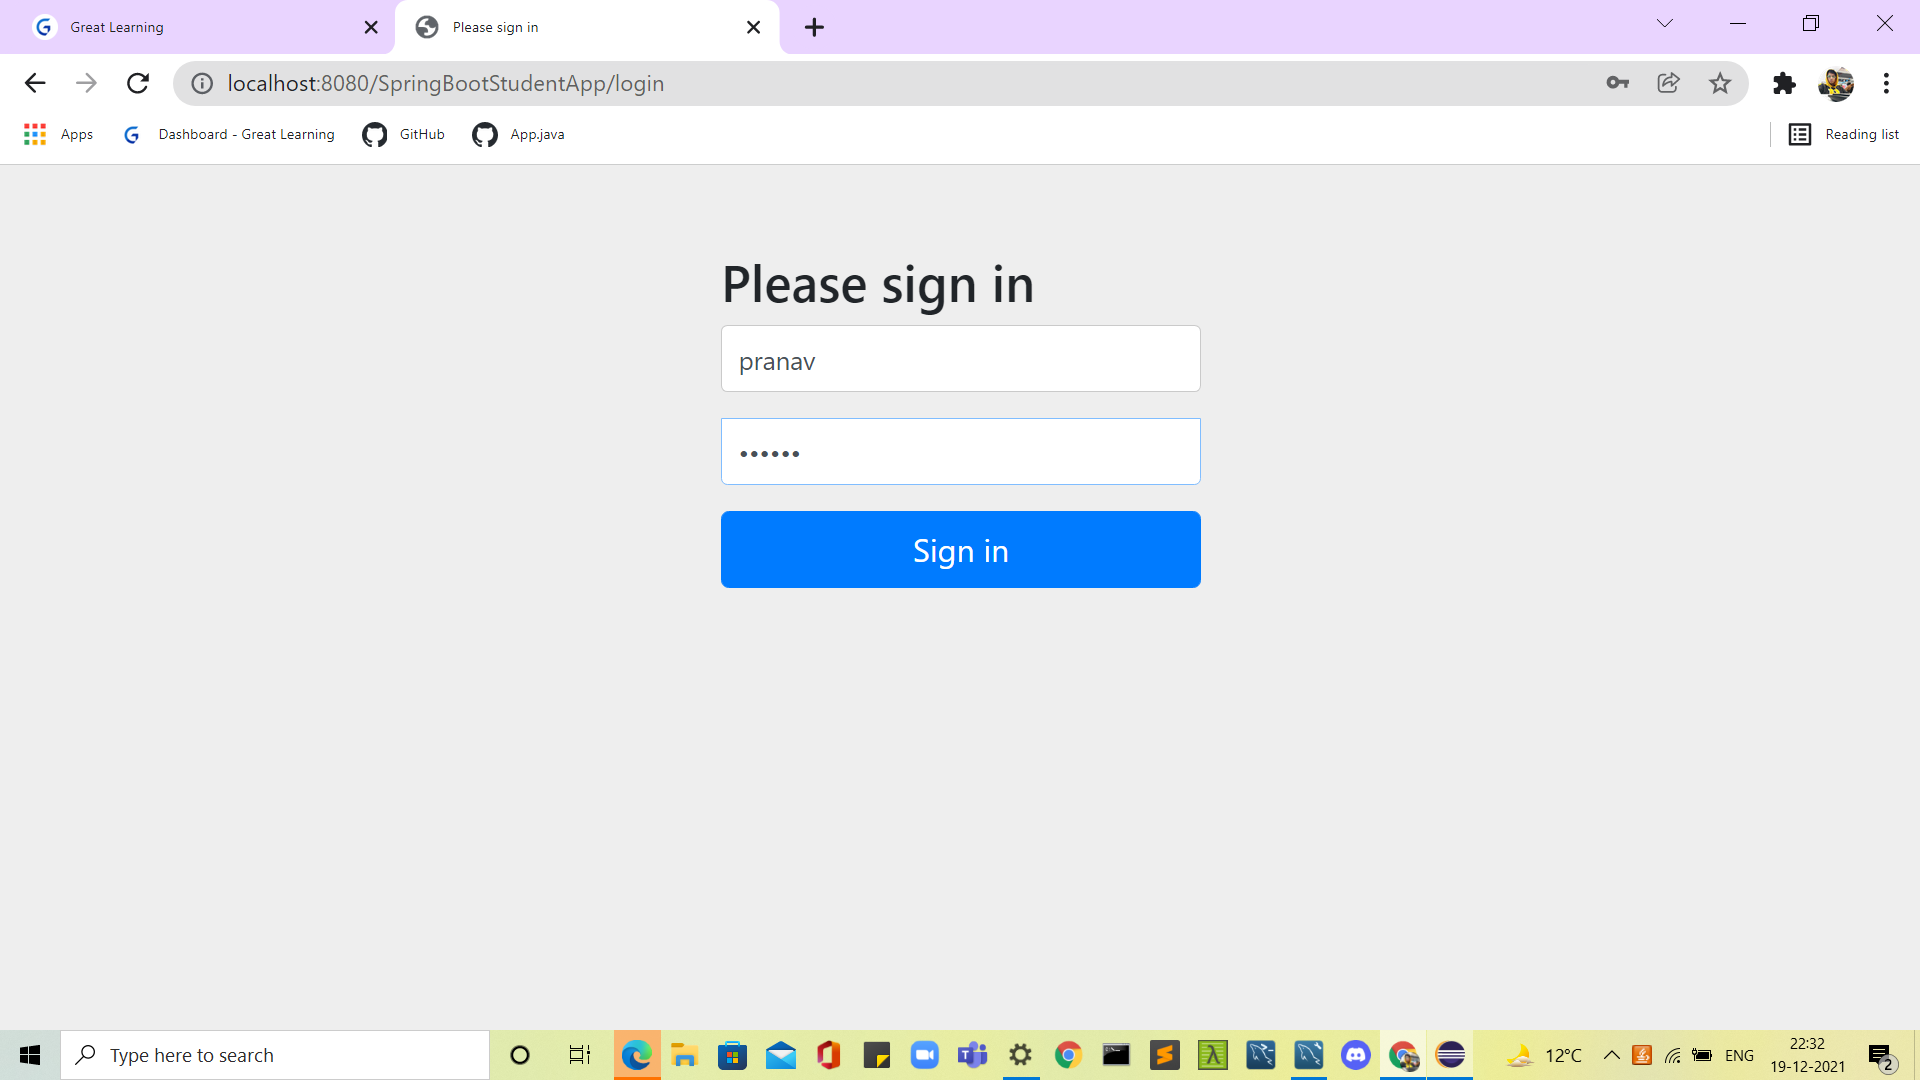 Great Learning
Please sign in
localhost:8080/SpringBootStudentApp/login
Apps
Dashboard - Great Learning
GitHub
App.java
Reading list
Please sign in
pranav
••••••
Sign in
Type here to search
12°C
ENG
22:32
19-12-2021
2